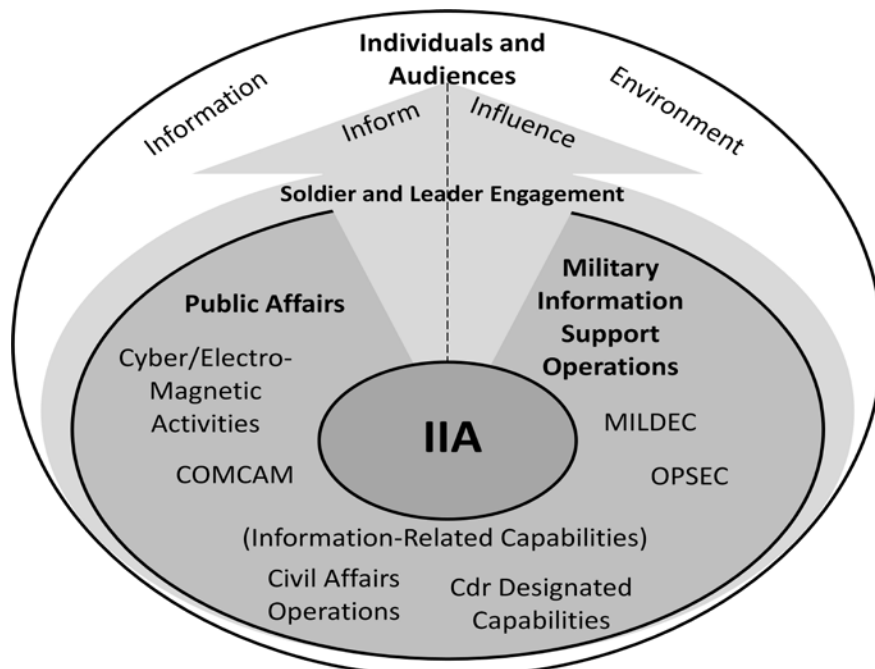 Individuals and
Audiences
Information
Environment
Inform
Influence
Soldier and Leader Engagement
Public Affairs
Military
Information
Support
Operations
Cyber/Electro-
Magnetic
Activities
COMCAM
IIA
MILDEC
OPSEC
(Information-Related Capabilities)
Civil Affairs
Operations
Cdr Designated
Capabilities